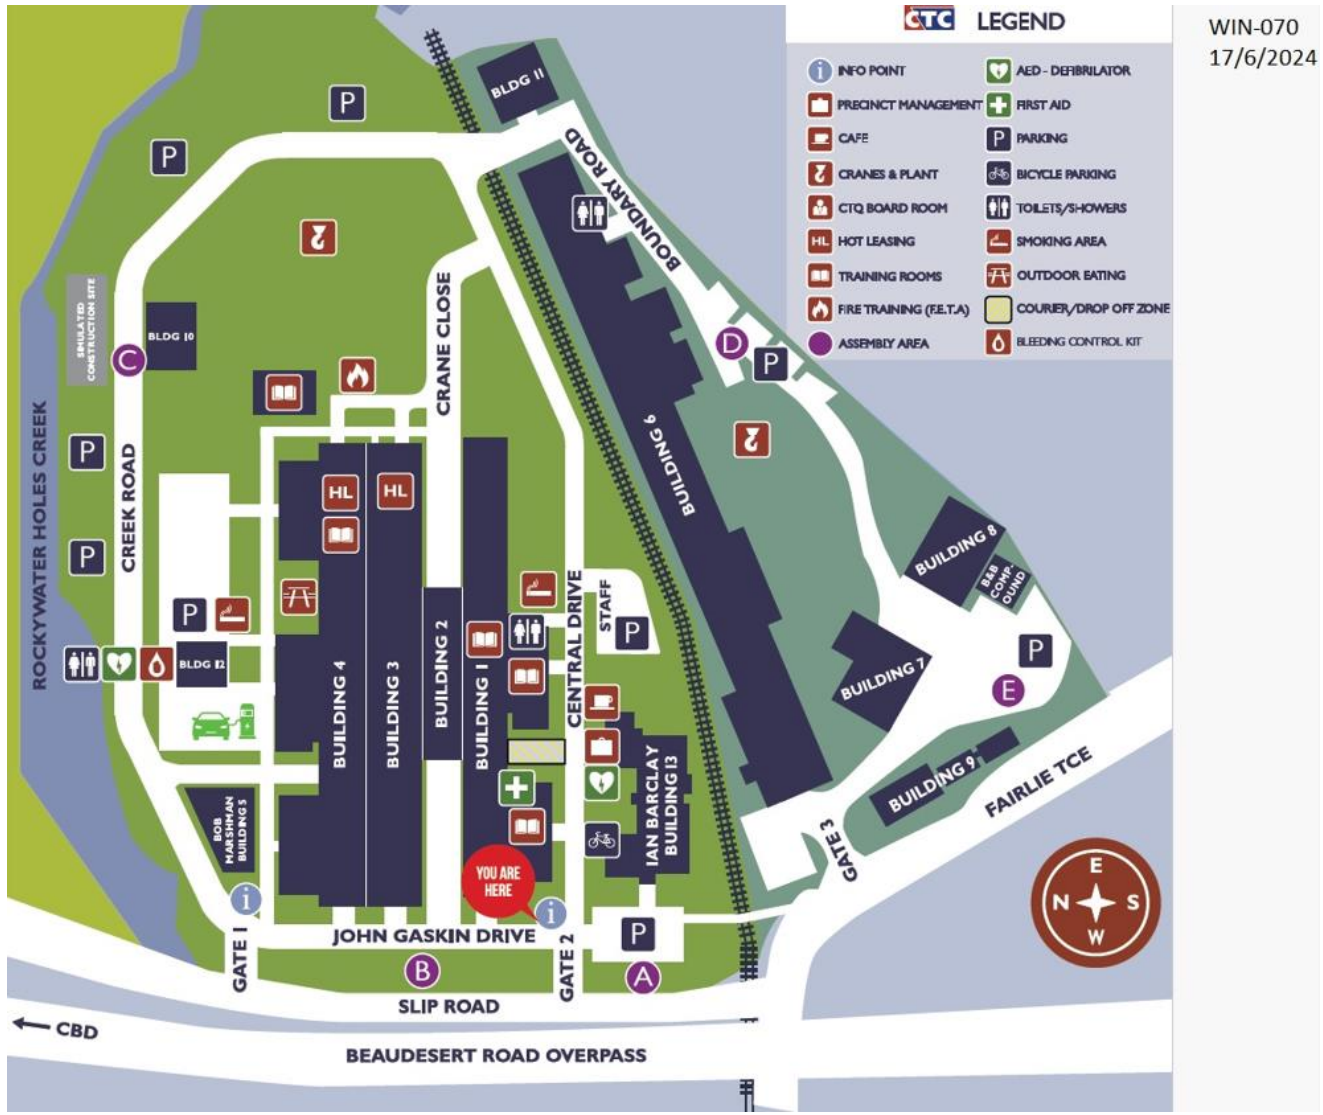 CTC LEGEND
WIN-070
17/6/2024
i INFO POINT
PRECINCT MANAGEMENT
CAFE
CRANES & PLANT
CTQ BOARD ROOM
HL HOT LEASING
TRAINING ROOMS
FIRE TRAINING (F.E.T.A)
ASSEMBLY AREA
AED - DEFIBRILATOR
FIRST AID
P PARKING
BICYCLE PARKING
TOILETS/SHOWERS
SMOKING AREA
OUTDOOR EATING
COURIER/DROP OFF ZONE
BLEEDING CONTROL KIT
BLDG 11
P
P
BOUNDARY ROAD
SIMULATED
CONSTRUCTION SITE
BLDG 10
C
CRANE CLOSE
D
P
ROCKYWATER HOLES CREEK
CREEK ROAD
P
P
HL
HL
BUILDING 6
BUILDING 8
B&B
COMP-
OUND
P
BLDG 12
BUILDING 4
BUILDING 3
BUILDING 2
BUILDING 1
CENTRAL DRIVE
STAFF
P
BUILDING 7
P
E
BUILDING 9
FAIRLIE TCE
BOB
MARSHMAN
BUILDING 5
IAN BARCLAY
BUILDING 13
GATE 3
YOU ARE
HERE
i
i
JOHN GASKIN DRIVE
P
GATE 1
B
GATE 2
A
SLIP ROAD
CBD
BEAUDESERT ROAD OVERPASS
E
N S
W